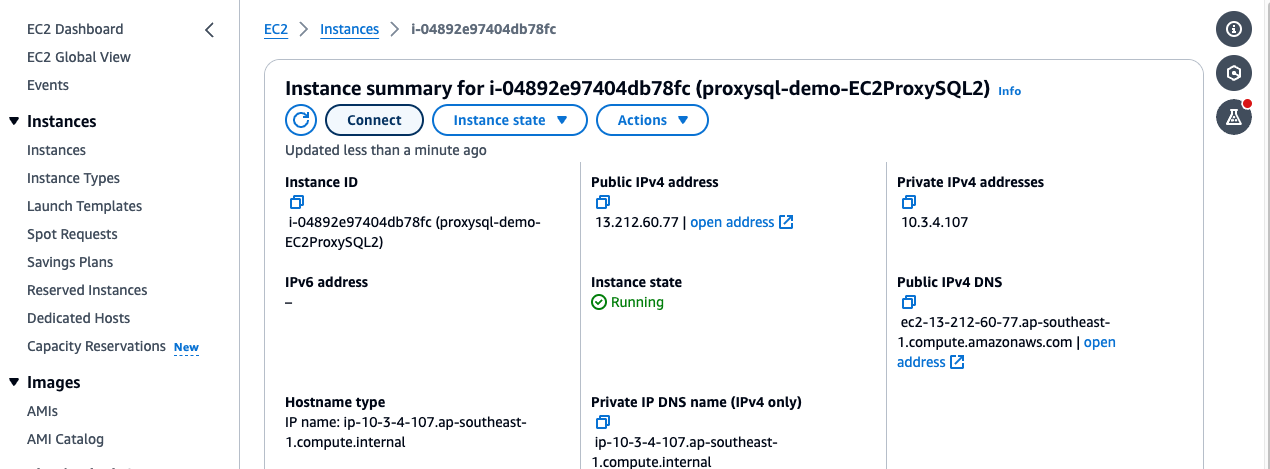 EC2 Dashboard
EC2 Global View
Events
Instances
Instances
Instance Types
Launch Templates
Spot Requests
Savings Plans
Reserved Instances
Dedicated Hosts
Capacity Reservations New
Images
AMIs
AMI Catalog
EC2 > Instances > i-04892e97404db78fc
Instance summary for i-04892e97404db78fc (proxysql-demo-EC2ProxySQL2) Info
Connect Instance state Actions
Updated less than a minute ago
Instance ID
i-04892e97404db78fc (proxysql-demo-
EC2ProxySQL2)
Public IPv4 address
13.212.60.77 | open address
Private IPv4 addresses
10.3.4.107
IPv6 address
–
Instance state
Running
Public IPv4 DNS
ec2-13-212-60-77.ap-southeast-
1.compute.amazonaws.com | open
address
Hostname type
IP name: ip-10-3-4-107.ap-southeast-
1.compute.internal
Private IP DNS name (IPv4 only)
ip-10-3-4-107.ap-southeast-
1.compute.internal